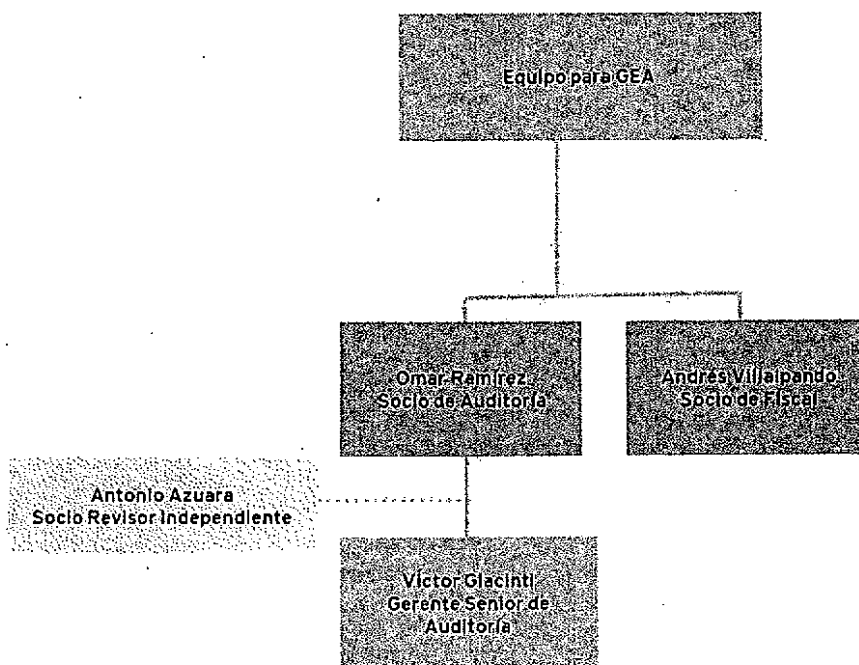 Equipo para GEA
Omar Ramírez
Socio de Auditoría
Andrés Villalpando
Socio de Fiscal
Antonio Azuara
Socio Revisor Independiente
Víctor Giacinti
Gerente Senior de
Auditoría